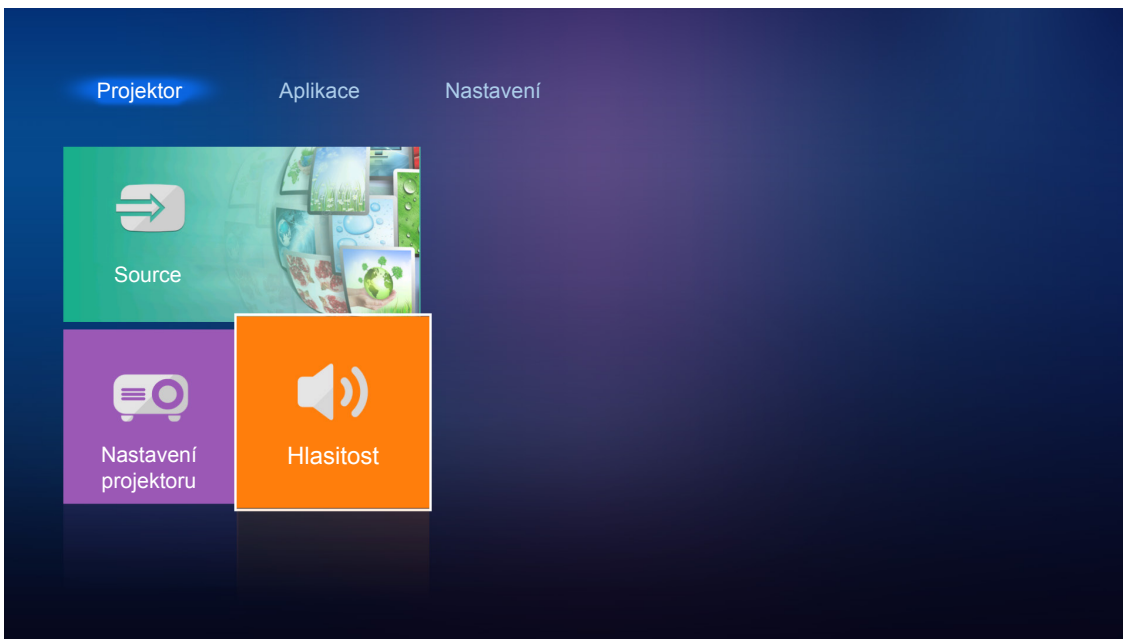 Projektor
Aplikace
Nastavení
Source
Nastavení
projektoru
Hlasitost